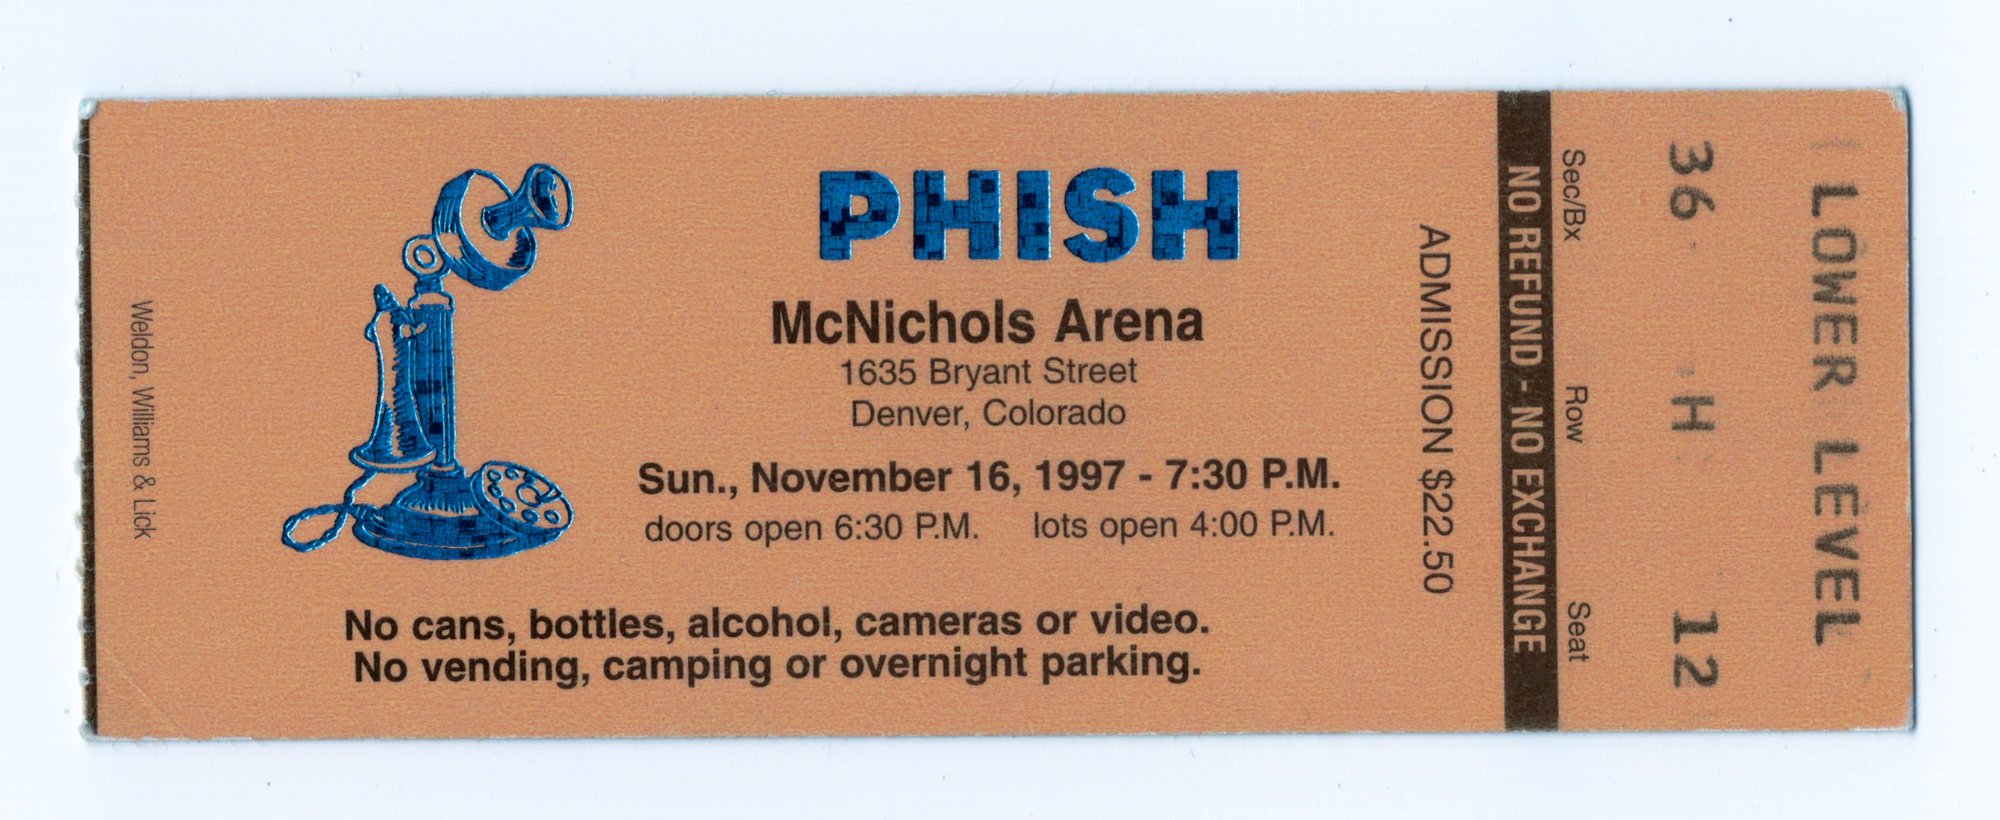 PHISH
McNichols Arena
1635 Bryant Street
Denver, Colorado
Sun., November 16, 1997 - 7:30 P.M.
doors open 6:30 P.M. lots open 4:00 P.M.
No cans, bottles, alcohol, cameras or video.
No vending, camping or overnight parking.
Weldon, Williams & Lick
ADMISSION $22.50
NO REFUND - NO EXCHANGE
Sec/Bx Row Seat
36 H 12
LOWER LEVEL